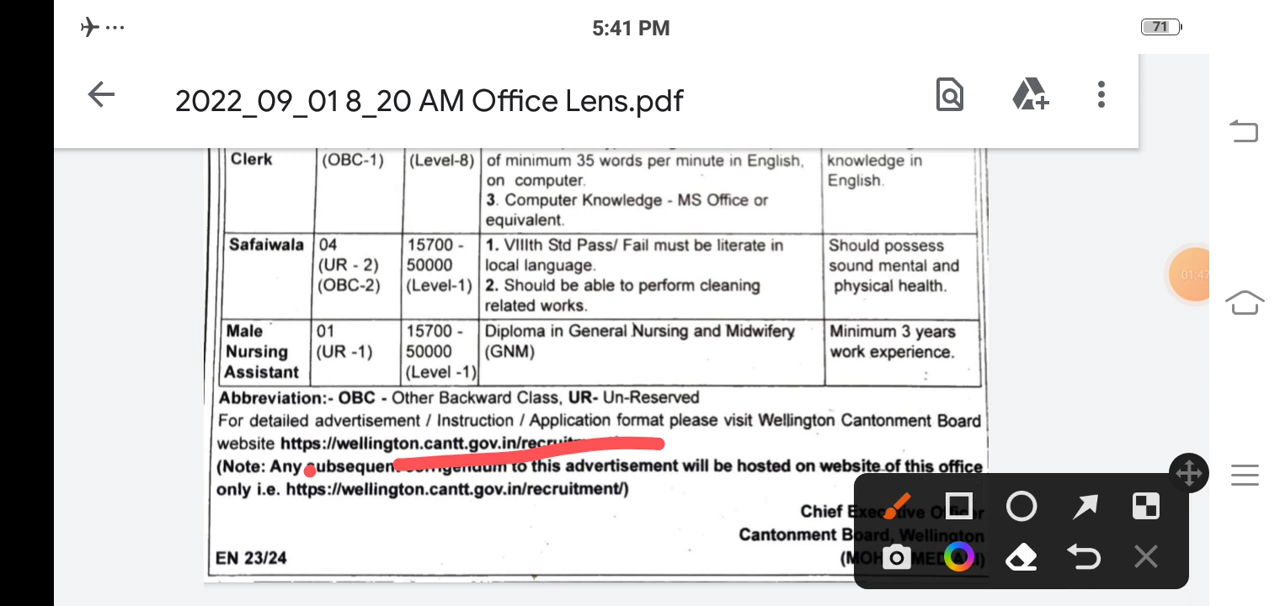 5:41 PM
71
2022_09_01 8_20 AM Office Lens.pdf
Clerk (OBC-1) (Level-8) of minimum 35 words per minute in English, knowledge in
on computer. English.
3. Computer Knowledge - MS Office or
equivalent.
Safaiwala 04 15700 - 1. VIIIth Std Pass/ Fail must be literate in Should possess
(UR - 2) 50000 local language. sound mental and
(OBC-2) (Level-1) 2. Should be able to perform cleaning physical health.
related works.
Male 01 15700 - Diploma in General Nursing and Midwifery Minimum 3 years
Nursing (UR -1) 50000 (GNM) work experience.
Assistant (Level -1)
Abbreviation:- OBC - Other Backward Class, UR- Un-Reserved
For detailed advertisement / Instruction / Application format please visit Wellington Cantonment Board
website https://wellington.cantt.gov.in/recruit
(Note: Any subsequen to this advertisement will be hosted on website of this office
only i.e. https://wellington.cantt.gov.in/recruitment/)
Chief Executive Officer
Cantonment Board, Wellington
EN 23/24